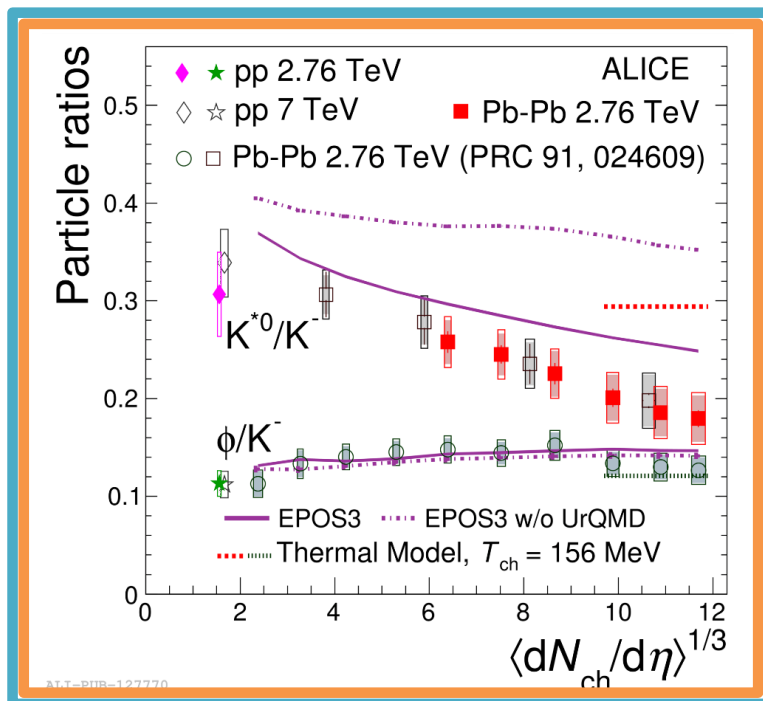 Particle ratios
0.5
0.4
0.3
0.2
0.1
0
pp 2.76 TeV
ALICE
pp 7 TeV
Pb-Pb 2.76 TeV
Pb-Pb 2.76 TeV (PRC 91, 024609)
K*0/K-
ϕ/K-
EPOS3
EPOS3 w/o UrQMD
Thermal Model, Tch = 156 MeV
0 2 4 6 8 10 12
⟨dNch/dη⟩1/3
ALI-PUB-127770